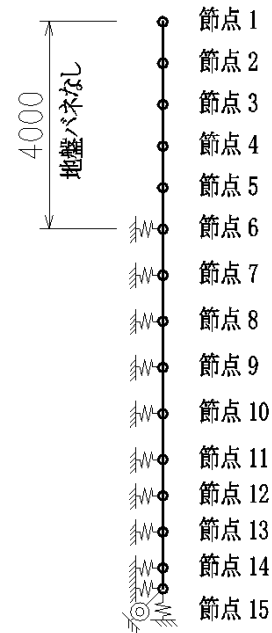 節点 1
節点 2
節点 3
節点 4
節点 5
節点 6
節点 7
節点 8
節点 9
節点 10
節点 11
節点 12
節点 13
節点 14
節点 15
4000
地盤バネなし